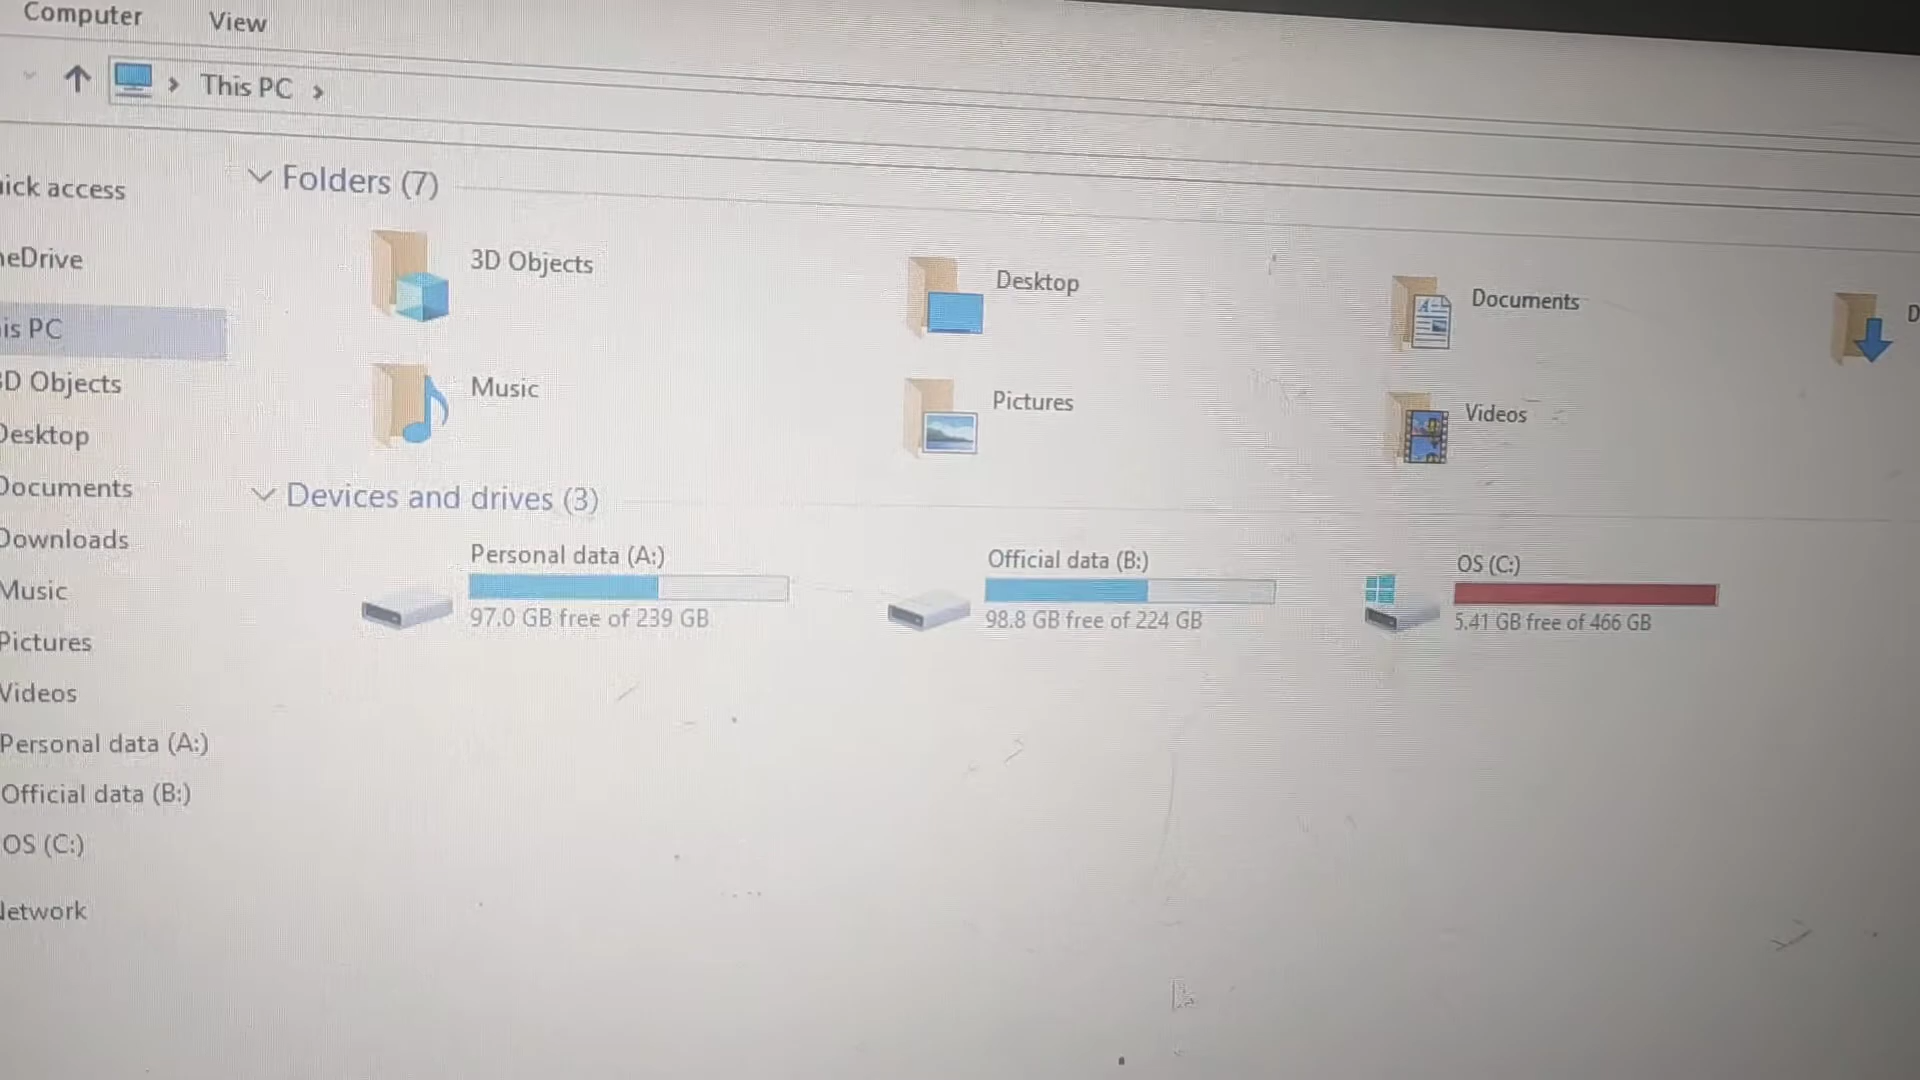 Computer View
This PC
Folders (7)
3D Objects
Desktop
Documents
D
Music
Pictures
Videos
Devices and drives (3)
Personal data (A:)
97.0 GB free of 239 GB
Official data (B:)
98.8 GB free of 224 GB
OS (C:)
5.41 GB free of 466 GB
ick access
neDrive
is PC
3D Objects
Desktop
Documents
Downloads
Music
Pictures
Videos
Personal data (A:)
Official data (B:)
OS (C:)
Network